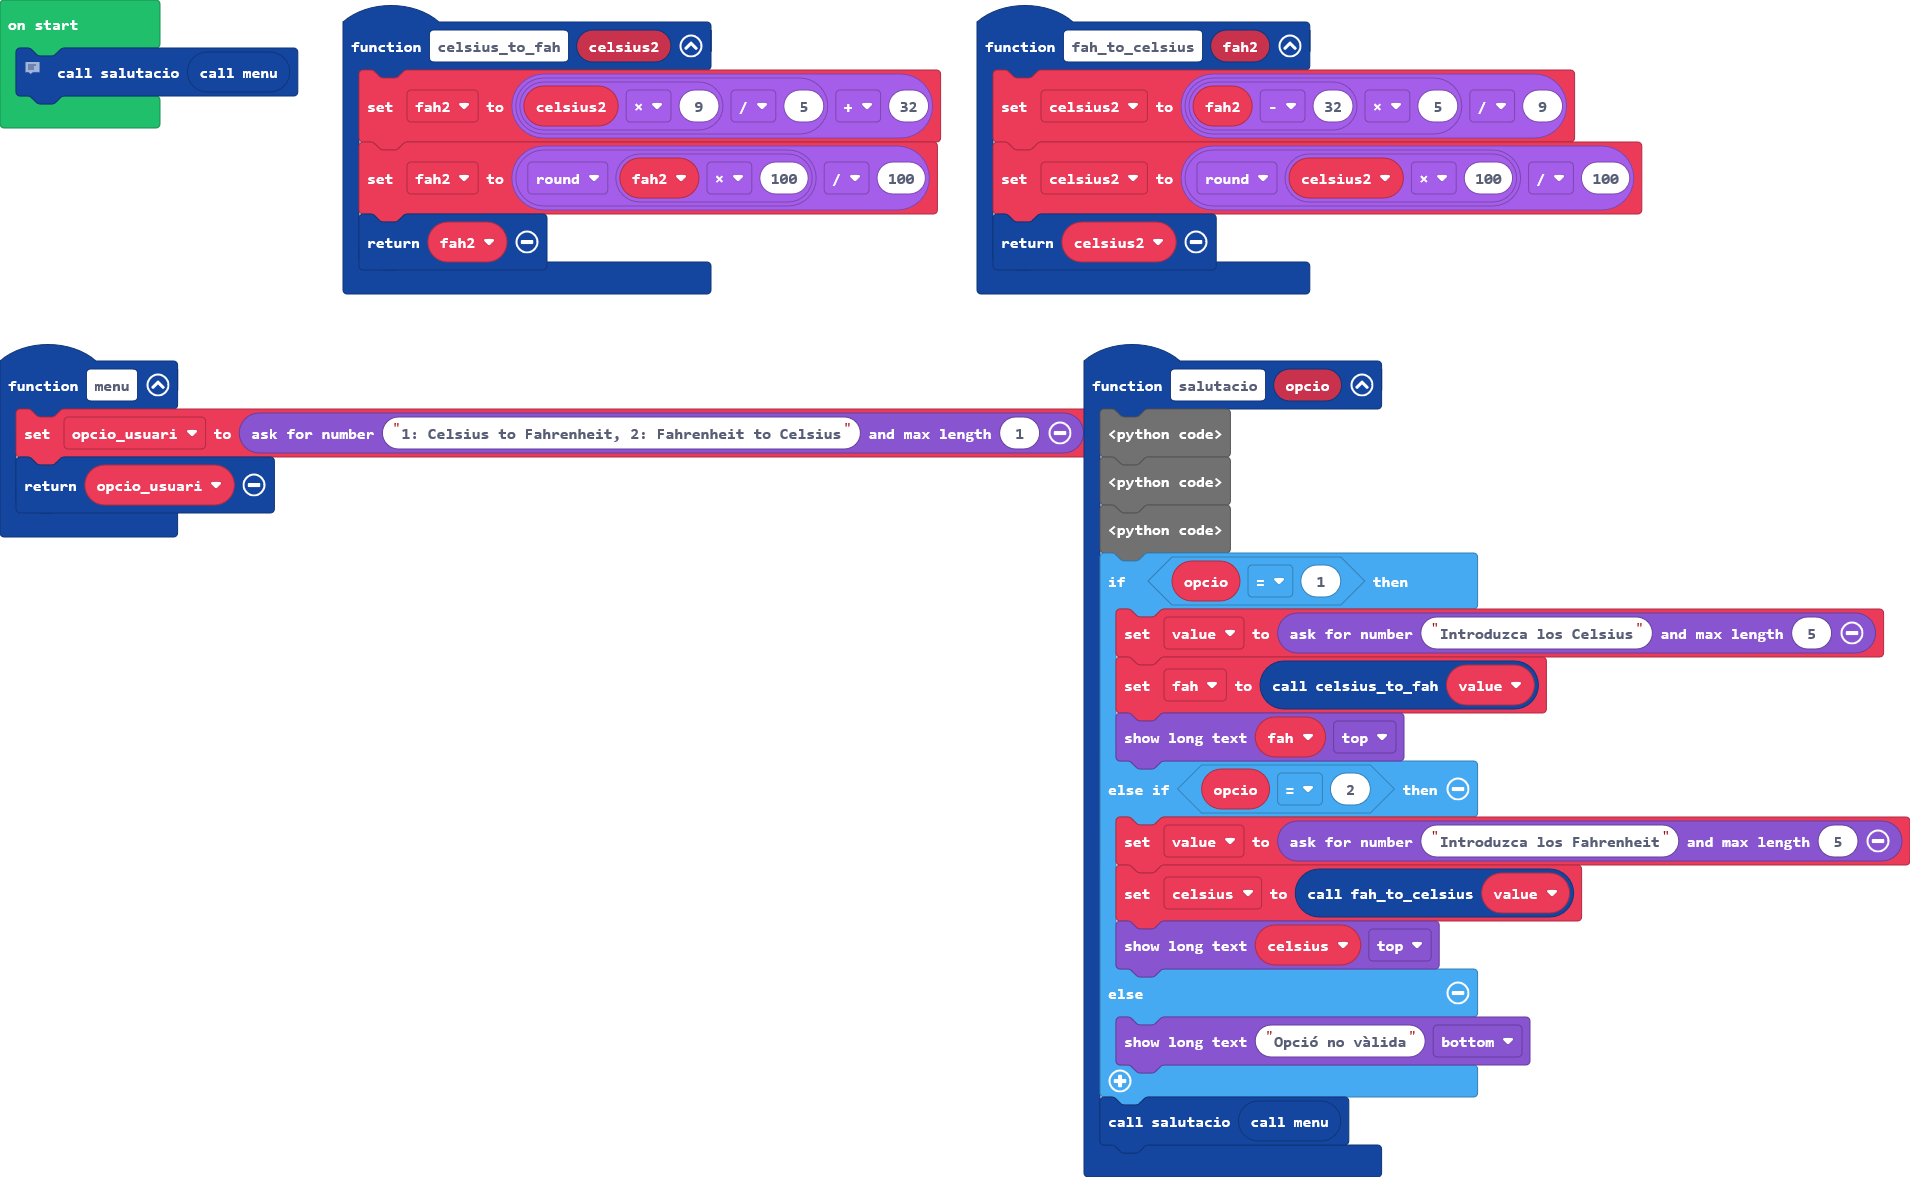 on start
call salutacio call menu
function celsius_to_fah celsius2
set fah2 to celsius2 × 9 / 5 + 32
set fah2 to round fah2 × 100 / 100
return fah2
function fah_to_celsius fah2
set celsius2 to fah2 - 32 × 5 / 9
set celsius2 to round celsius2 × 100 / 100
return celsius2
function menu
set opcio_usuari to ask for number "1: Celsius to Fahrenheit, 2: Fahrenheit to Celsius" and max length 1
return opcio_usuari
function salutacio opcio
<python code>
<python code>
<python code>
if opcio = 1 then
set value to ask for number "Introduzca los Celsius" and max length 5
set fah to call celsius_to_fah value
show long text fah top
else if opcio = 2 then
set value to ask for number "Introduzca los Fahrenheit" and max length 5
set celsius to call fah_to_celsius value
show long text celsius top
else
show long text "Opció no vàlida" bottom
call salutacio call menu